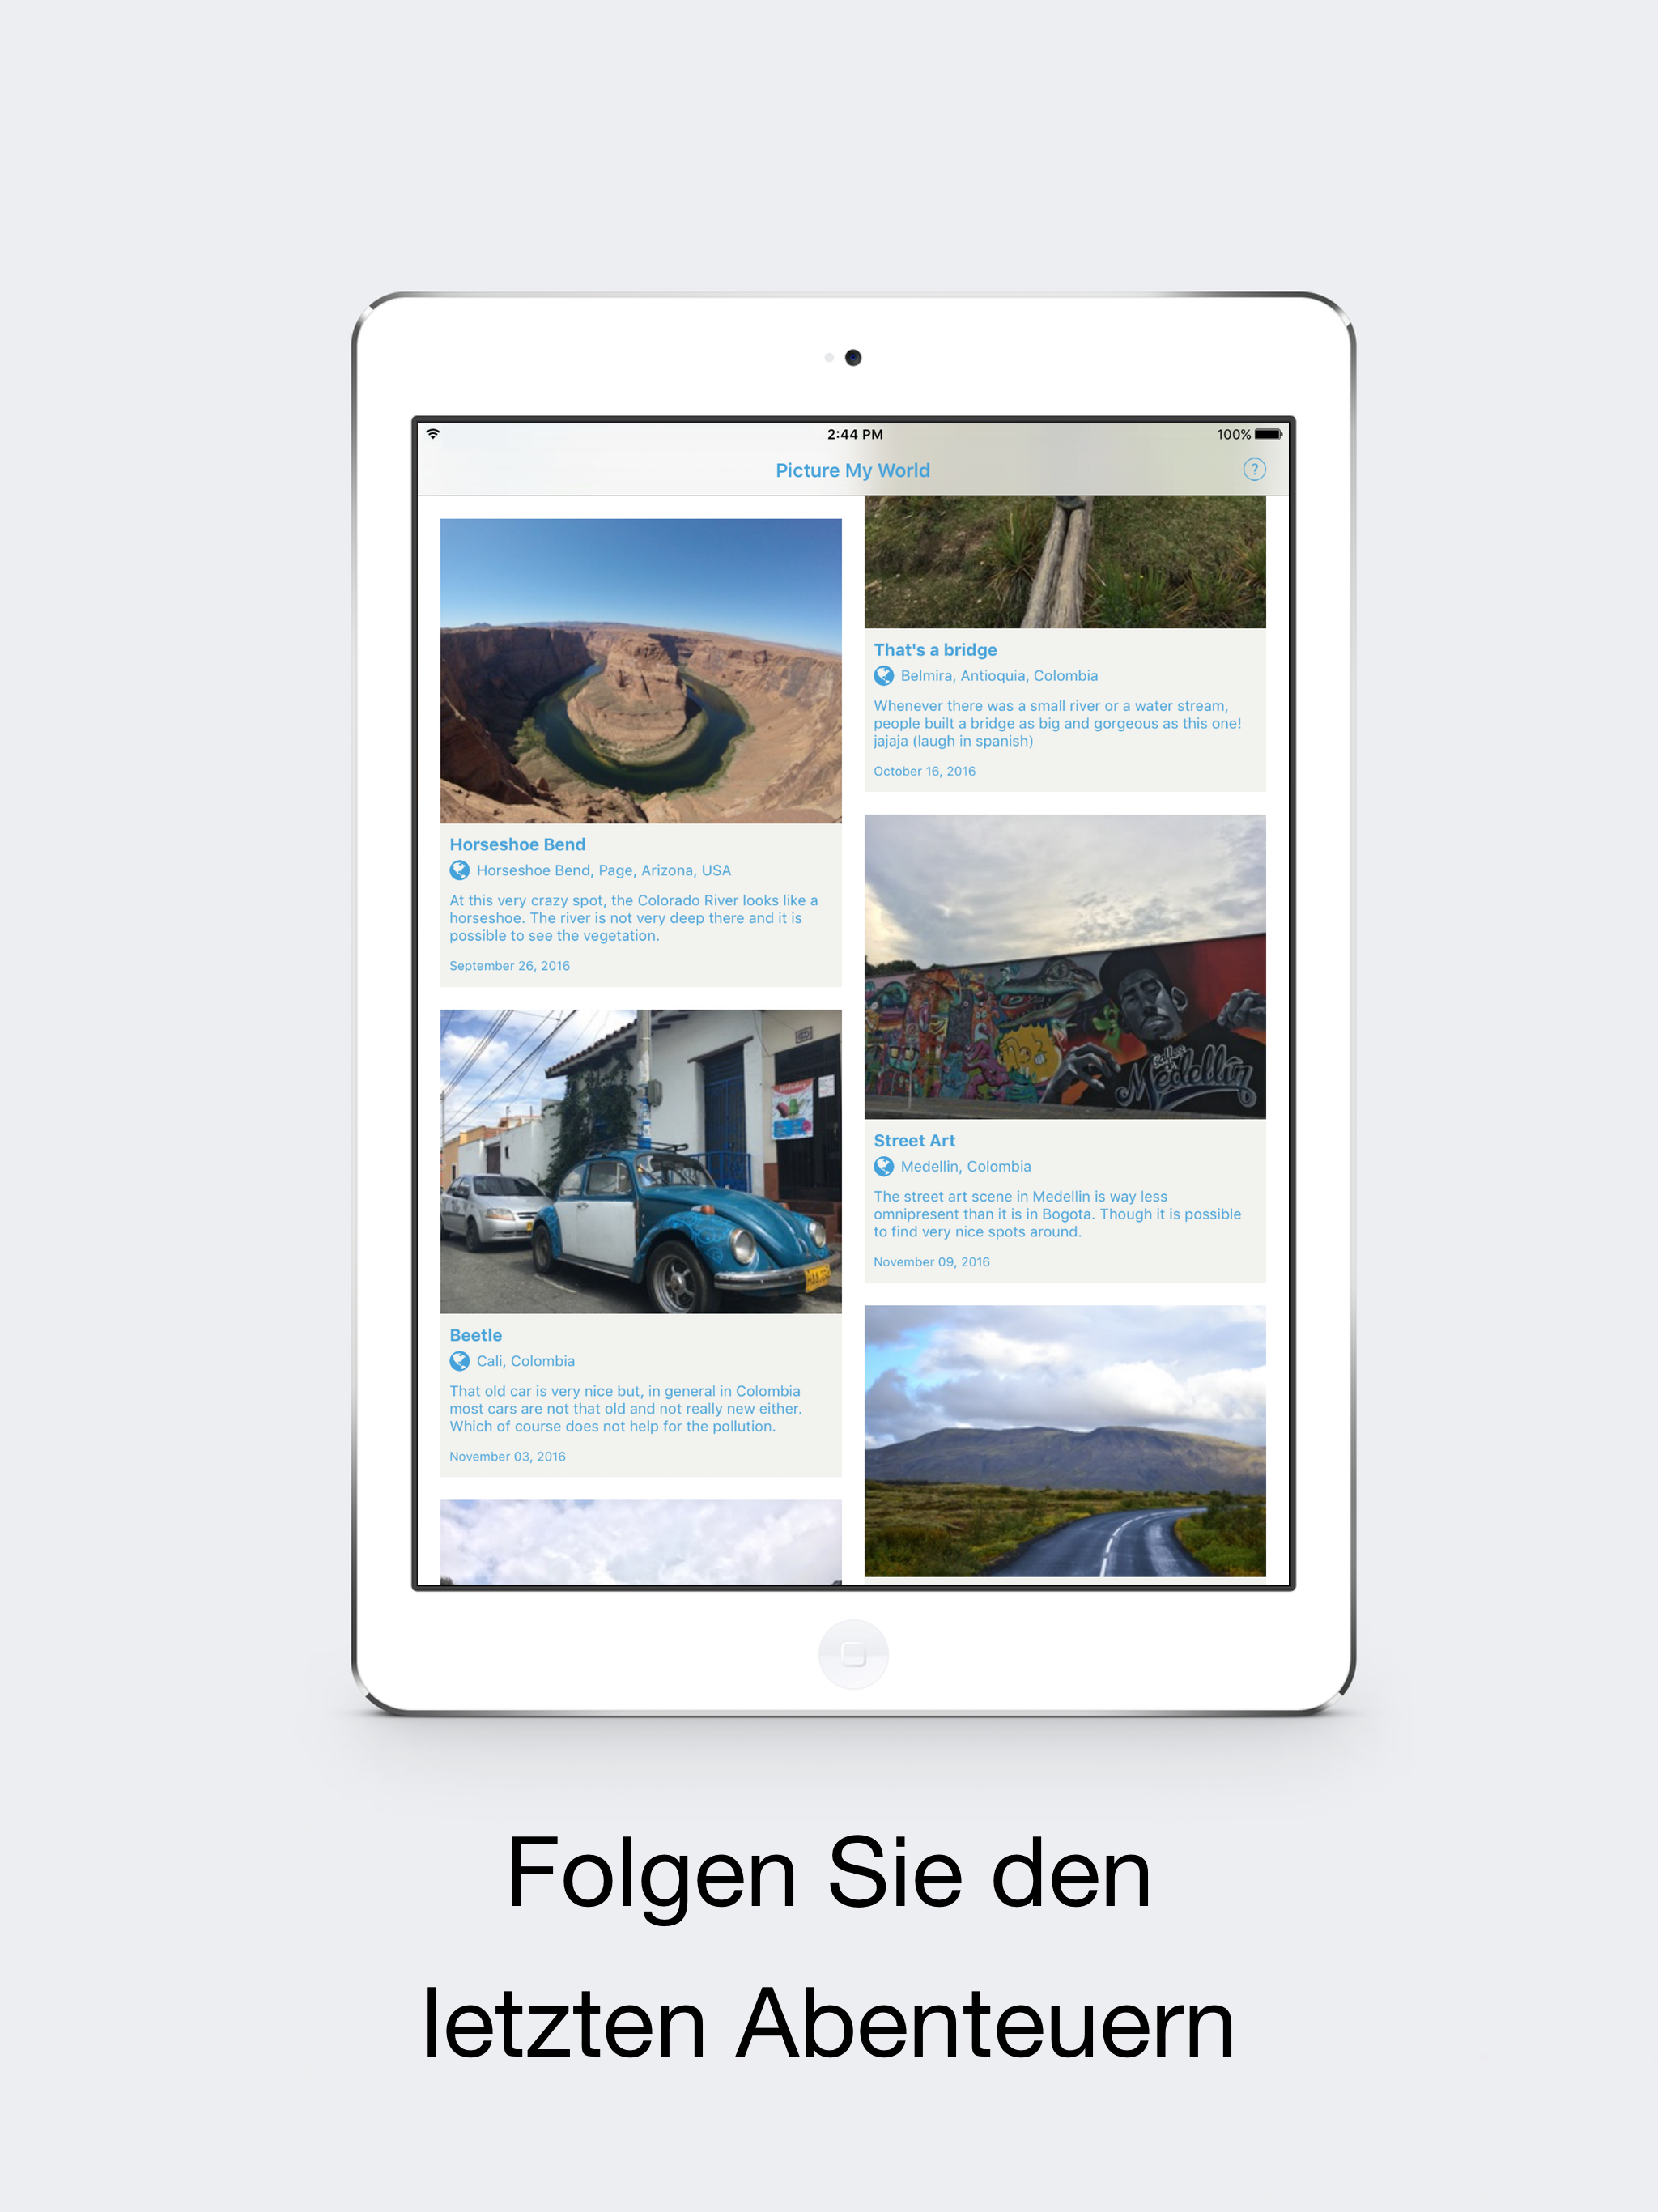 2:44 PM
100%
Picture My World
?
Horseshoe Bend
Horseshoe Bend, Page, Arizona, USA
At this very crazy spot, the Colorado River looks like a
horseshoe. The river is not very deep there and it is
possible to see the vegetation.
September 26, 2016
Beetle
Cali, Colombia
That old car is very nice but, in general in Colombia
most cars are not that old and not really new either.
Which of course does not help for the pollution.
November 03, 2016
That's a bridge
Belmira, Antioquia, Colombia
Whenever there was a small river or a water stream,
people built a bridge as big and gorgeous as this one!
jajaja (laugh in spanish)
October 16, 2016
Medellin
Street Art
Medellin, Colombia
The street art scene in Medellin is way less
omnipresent than it is in Bogota. Though it is possible
to find very nice spots around.
November 09, 2016
Folgen Sie den
letzten Abenteuern